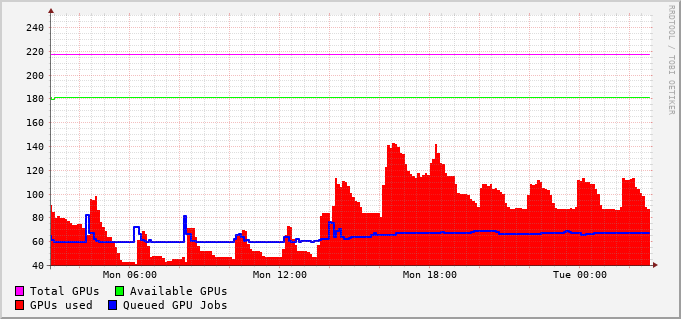 240
220
200
180
160
140
120
100
80
60
40
Mon 06:00 Mon 12:00 Mon 18:00 Tue 00:00
Total GPUs Available GPUs
GPUs used Queued GPU Jobs
RRDTOOL / TOBI OETIKER